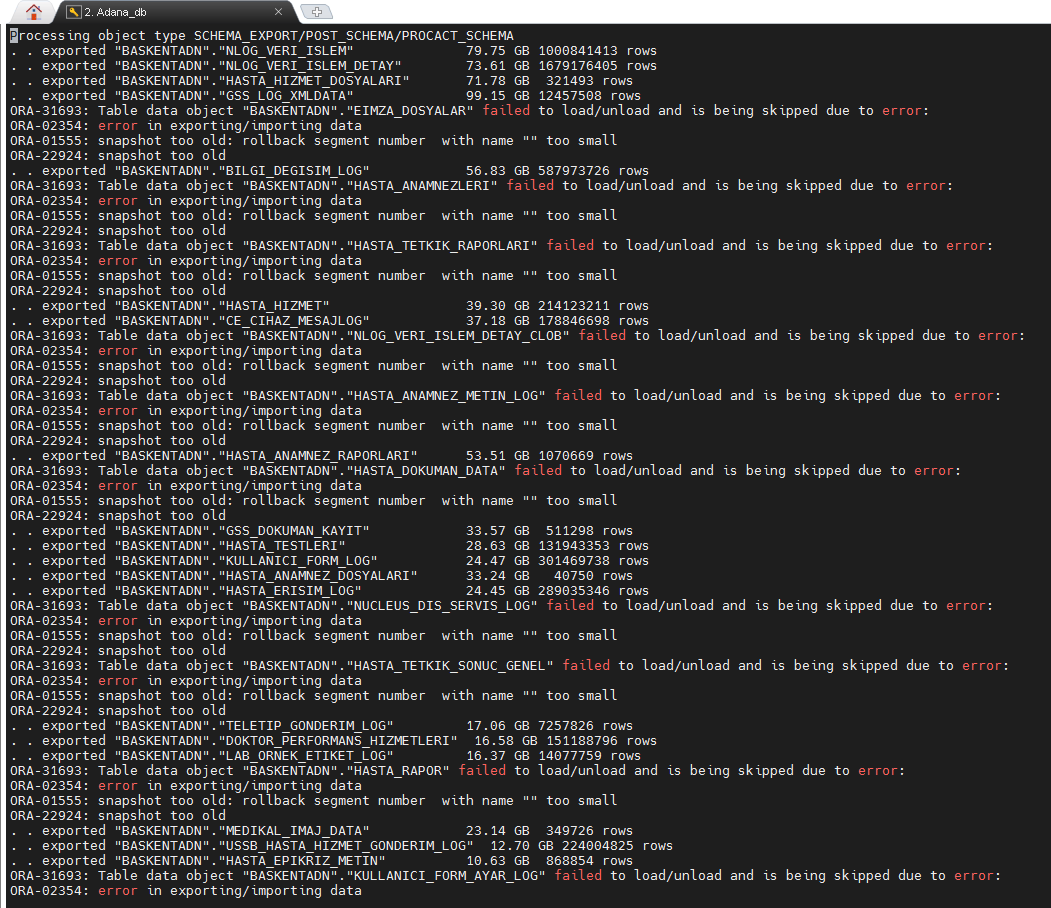 2. Adana_db
Processing object type SCHEMA_EXPORT/POST_SCHEMA/PROCACT_SCHEMA
. . exported "BASKENTADN"."NLOG_VERI_ISLEM"              79.75 GB 1000841413 rows
. . exported "BASKENTADN"."NLOG_VERI_ISLEM_DETAY"        73.61 GB 1679176405 rows
. . exported "BASKENTADN"."HASTA_HIZMET_DOSYALARI"       71.78 GB  321493 rows
. . exported "BASKENTADN"."GSS_LOG_XMLDATA"              99.15 GB 12457508 rows
ORA-31693: Table data object "BASKENTADN"."EIMZA_DOSYALAR" failed to load/unload and is being skipped due to error:
ORA-02354: error in exporting/importing data
ORA-01555: snapshot too old: rollback segment number  with name "" too small
ORA-22924: snapshot too old
. . exported "BASKENTADN"."BILGI_DEGISIM_LOG"            56.83 GB 587973726 rows
ORA-31693: Table data object "BASKENTADN"."HASTA_ANAMNEZLERI" failed to load/unload and is being skipped due to error:
ORA-02354: error in exporting/importing data
ORA-01555: snapshot too old: rollback segment number  with name "" too small
ORA-22924: snapshot too old
ORA-31693: Table data object "BASKENTADN"."HASTA_TETKIK_RAPORLARI" failed to load/unload and is being skipped due to error:
ORA-02354: error in exporting/importing data
ORA-01555: snapshot too old: rollback segment number  with name "" too small
ORA-22924: snapshot too old
. . exported "BASKENTADN"."HASTA_HIZMET"                 39.30 GB 214123211 rows
. . exported "BASKENTADN"."CE_CIHAZ_MESAJLOG"            37.18 GB 178846698 rows
ORA-31693: Table data object "BASKENTADN"."NLOG_VERI_ISLEM_DETAY_CLOB" failed to load/unload and is being skipped due to error:
ORA-02354: error in exporting/importing data
ORA-01555: snapshot too old: rollback segment number  with name "" too small
ORA-22924: snapshot too old
ORA-31693: Table data object "BASKENTADN"."HASTA_ANAMNEZ_METIN_LOG" failed to load/unload and is being skipped due to error:
ORA-02354: error in exporting/importing data
ORA-01555: snapshot too old: rollback segment number  with name "" too small
ORA-22924: snapshot too old
. . exported "BASKENTADN"."HASTA_ANAMNEZ_RAPORLARI"      53.51 GB 1070669 rows
ORA-31693: Table data object "BASKENTADN"."HASTA_DOKUMAN_DATA" failed to load/unload and is being skipped due to error:
ORA-02354: error in exporting/importing data
ORA-01555: snapshot too old: rollback segment number  with name "" too small
ORA-22924: snapshot too old
. . exported "BASKENTADN"."GSS_DOKUMAN_KAYIT"            33.57 GB  511298 rows
. . exported "BASKENTADN"."HASTA_TESTLERI"               28.63 GB 131943353 rows
. . exported "BASKENTADN"."KULLANICI_FORM_LOG"           24.47 GB 301469738 rows
. . exported "BASKENTADN"."HASTA_ANAMNEZ_DOSYALARI"      33.24 GB   40750 rows
. . exported "BASKENTADN"."HASTA_ERISIM_LOG"             24.45 GB 289035346 rows
ORA-31693: Table data object "BASKENTADN"."NUCLEUS_DIS_SERVIS_LOG" failed to load/unload and is being skipped due to error:
ORA-02354: error in exporting/importing data
ORA-01555: snapshot too old: rollback segment number  with name "" too small
ORA-22924: snapshot too old
ORA-31693: Table data object "BASKENTADN"."HASTA_TETKIK_SONUC_GENEL" failed to load/unload and is being skipped due to error:
ORA-02354: error in exporting/importing data
ORA-01555: snapshot too old: rollback segment number  with name "" too small
ORA-22924: snapshot too old
. . exported "BASKENTADN"."TELETIP_GONDERIM_LOG"         17.06 GB 7257826 rows
. . exported "BASKENTADN"."DOKTOR_PERFORMANS_HIZMETLERI"  16.58 GB 151188796 rows
. . exported "BASKENTADN"."LAB_ORNEK_ETIKET_LOG"         16.37 GB 14077759 rows
ORA-31693: Table data object "BASKENTADN"."HASTA_RAPOR" failed to load/unload and is being skipped due to error:
ORA-02354: error in exporting/importing data
ORA-01555: snapshot too old: rollback segment number  with name "" too small
ORA-22924: snapshot too old
. . exported "BASKENTADN"."MEDIKAL_IMAJ_DATA"            23.14 GB  349726 rows
. . exported "BASKENTADN"."USSB_HASTA_HIZMET_GONDERIM_LOG"  12.70 GB 224004825 rows
. . exported "BASKENTADN"."HASTA_EPIKRIZ_METIN"          10.63 GB  868854 rows
ORA-31693: Table data object "BASKENTADN"."KULLANICI_FORM_AYAR_LOG" failed to load/unload and is being skipped due to error:
ORA-02354: error in exporting/importing data